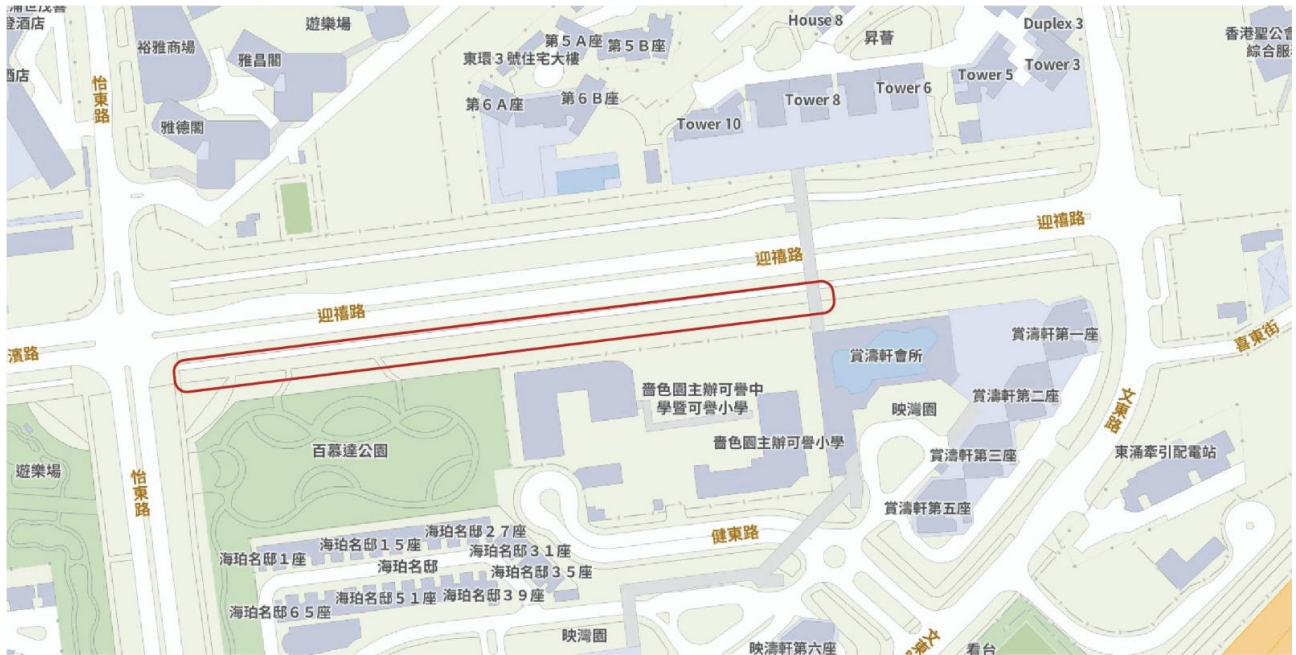 遊樂場
House 8
Duplex 3
登酒店
裕雅商場
雅昌閣
第5A座
第5B座
昇薈
香港聖公會
綜合服
東環3號住宅大樓
酒店
怡東路
Tower 5
Tower 3
第6A座
第6B座
Tower 8
Tower 6
雅德閣
Tower 10
迎禧路
迎禧路
迎禧路
濱路
賞濤軒第一座
喜東街
賞濤軒會所
嗇色園主辦可譽中
學暨可譽小學
賞濤軒第二座
映灣園
文東路
百慕達公園
嗇色園主辦可譽小學
賞濤軒第三座
東涌牽引配電站
遊樂場
怡東路
賞濤軒第五座
海珀名邸27座
健東路
海珀名邸15座
海珀名邸1座
海珀名邸31座
海珀名邸
海珀名邸35座
海珀名邸51座
海珀名邸39座
海珀名邸65座
映灣園
映濤軒第六座
文東
看台